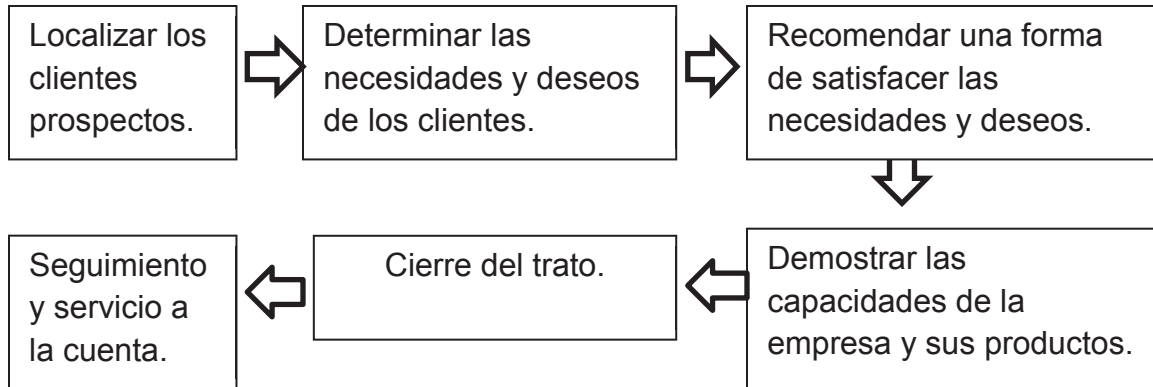 Localizar los
clientes
prospectos.
Determinar las
necesidades y deseos
de los clientes.
Recomendar una forma
de satisfacer las
necesidades y deseos.
Demostrar las
capacidades de la
empresa y sus productos.
Cierre del trato.
Seguimiento
y servicio a
la cuenta.